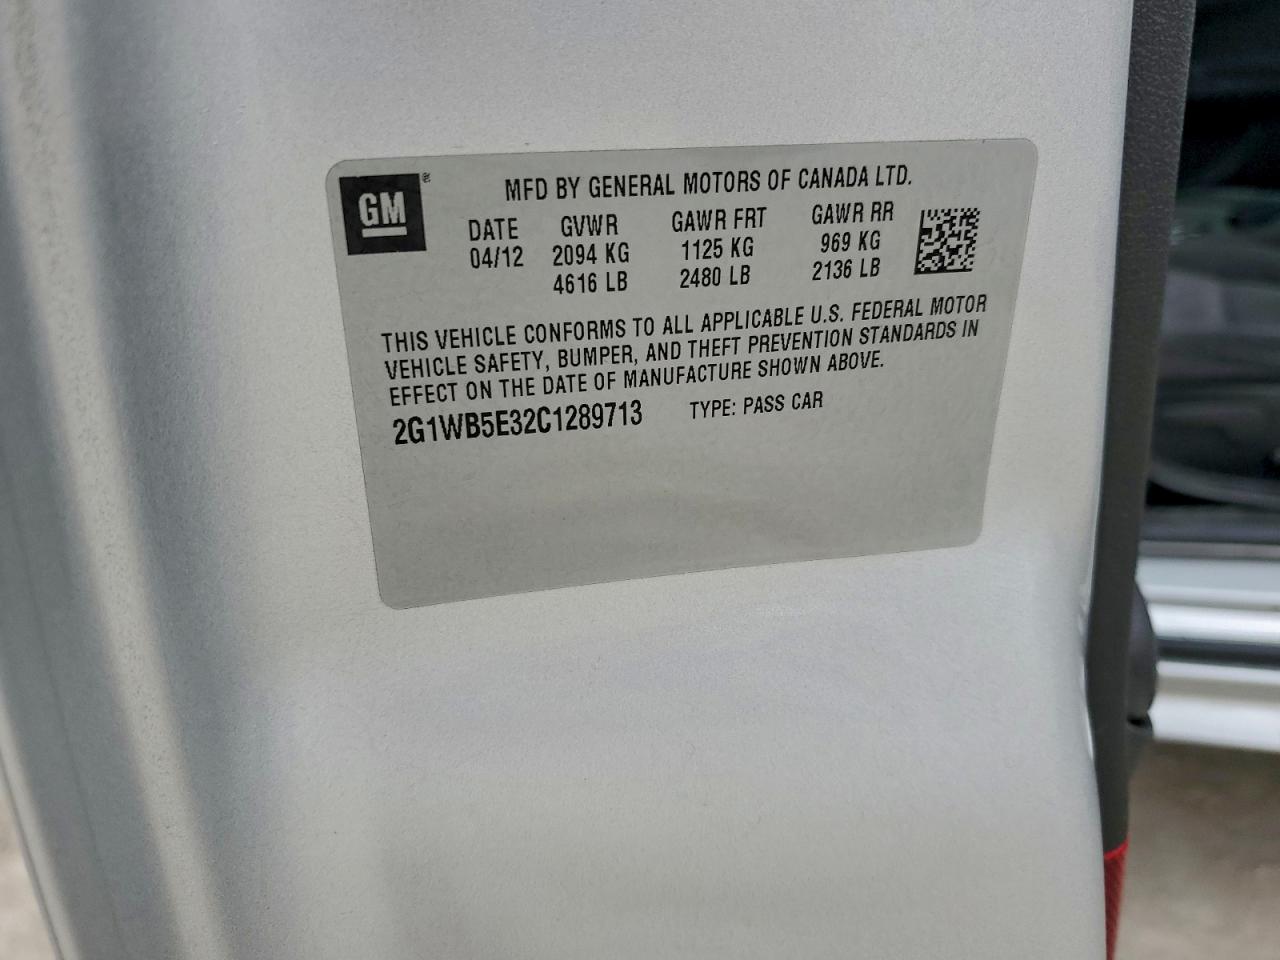 GM®
MFD BY GENERAL MOTORS OF CANADA LTD.
DATE GVWR GAWR FRT GAWR RR
04/12 2094 KG 1125 KG 969 KG
4616 LB 2480 LB 2136 LB
THIS VEHICLE CONFORMS TO ALL APPLICABLE U.S. FEDERAL MOTOR
VEHICLE SAFETY, BUMPER, AND THEFT PREVENTION STANDARDS IN
EFFECT ON THE DATE OF MANUFACTURE SHOWN ABOVE.
2G1WB5E32C1289713 TYPE: PASS CAR